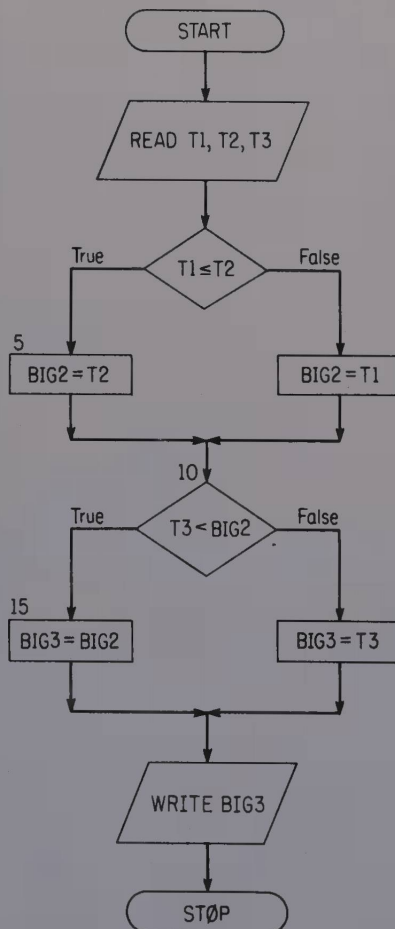 START
READ T1, T2, T3
True
T1≤T2
False
5
BIG2=T2
BIG2=T1
10
True
T3<BIG2
False
15
BIG3=BIG2
BIG3=T3
WRITE BIG3
STØP